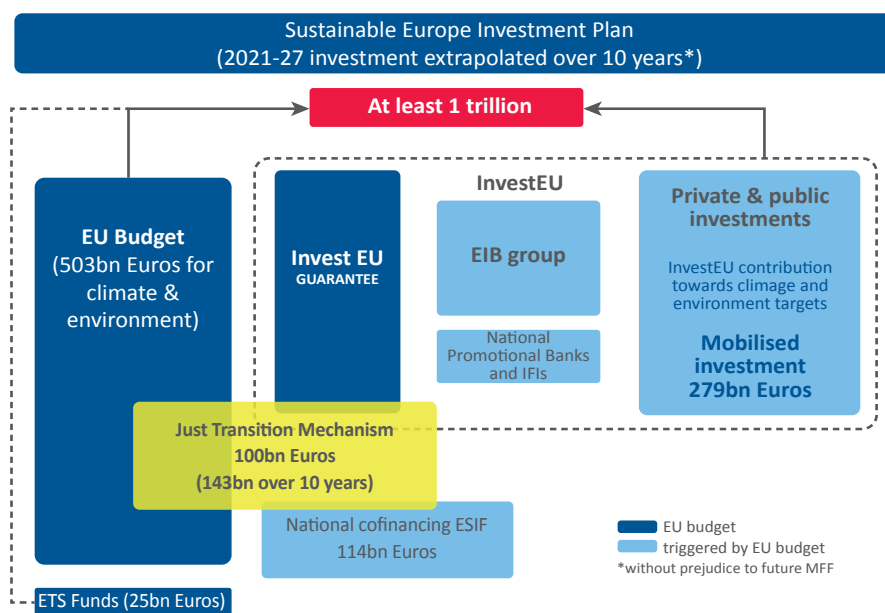 Sustainable Europe Investment Plan
(2021-27 investment extrapolated over 10 years*)
At least 1 trillion
EU Budget
(503bn Euros for
climate &
environment)
Invest EU
GUARANTEE
InvestEU
EIB group
National
Promotional Banks
and IFIs
Private & public
investments
InvestEU contribution
towards climage and
environment targets
Mobilised
investment
279bn Euros
Just Transition Mechanism
100bn Euros
(143bn over 10 years)
National cofinancing ESIF
114bn Euros
ETS Funds (25bn Euros)
EU budget
triggered by EU budget
*without prejudice to future MFF